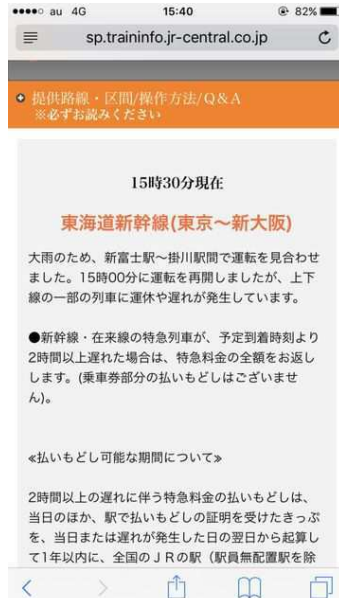 au 4G 15:40 82%
sp.traininfo.jr-central.co.jp
提供路線・区間/操作方法/Q&A
※必ずお読みください
15時30分現在
東海道新幹線(東京～新大阪)
大雨のため、新富士駅～掛川駅間で運転を見合わせ
ました。15時00分に運転を再開しましたが、上下
線の一部の列車に運休や遅れが発生しています。
●新幹線・在来線の特急列車が、予定到着時刻より
2時間以上遅れた場合は、特急料金の全額をお返し
します。(乗車券部分の払いもどしはございませ
ん)。
≪払いもどし可能な期間について≫
2時間以上の遅れに伴う特急料金の払いもどしは、
当日のほか、駅で払いもどしの証明を受けたきっぷ
を、当日または遅れが発生した日の翌日から起算し
て1年以内に、全国のＪＲの駅（駅員無配置駅を除